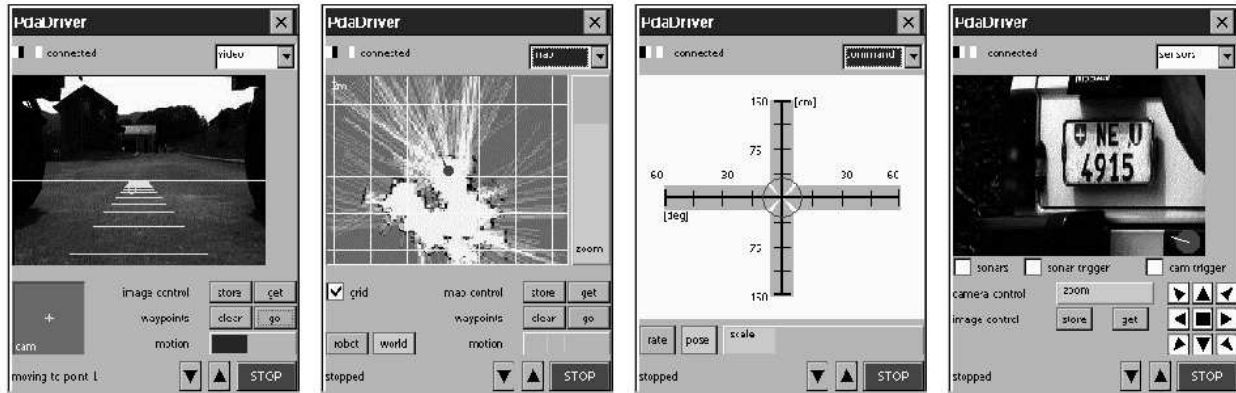 PdaDriver
connected
video
image control
store
get
waypoints
clear
go
cam
motion
moving to point 1
STOP
PdaDriver
connected
map
2m
zoom
grid
map control
store
get
waypoints
clear
go
robot
world
motion
stopped
STOP
PdaDriver
connected
command
150
[cm]
75
60
30
30
60
[deg]
75
150
rate
pose
scale
stopped
STOP
PdaDriver
connected
sensors
NE U
4915
sonars
sonar trigger
cam trigger
camera control
zoom
image control
store
get
stopped
STOP